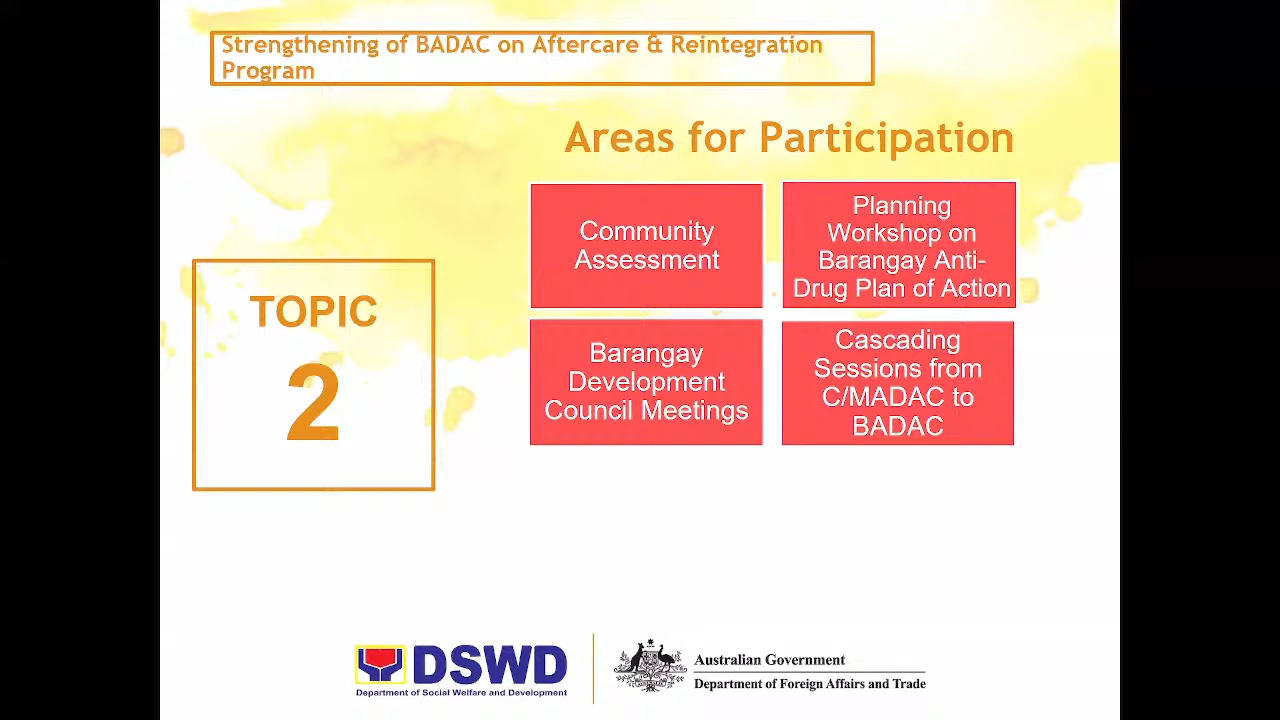 Strengthening of BADAC on Aftercare & Reintegration
Program
Areas for Participation
TOPIC
2
Community
Assessment
Planning
Workshop on
Barangay Anti-
Drug Plan of Action
Barangay
Development
Council Meetings
Cascading
Sessions from
C/MADAC to
BADAC
DSWD
Department of Social Welfare and Development
Australian Government
Department of Foreign Affairs and Trade